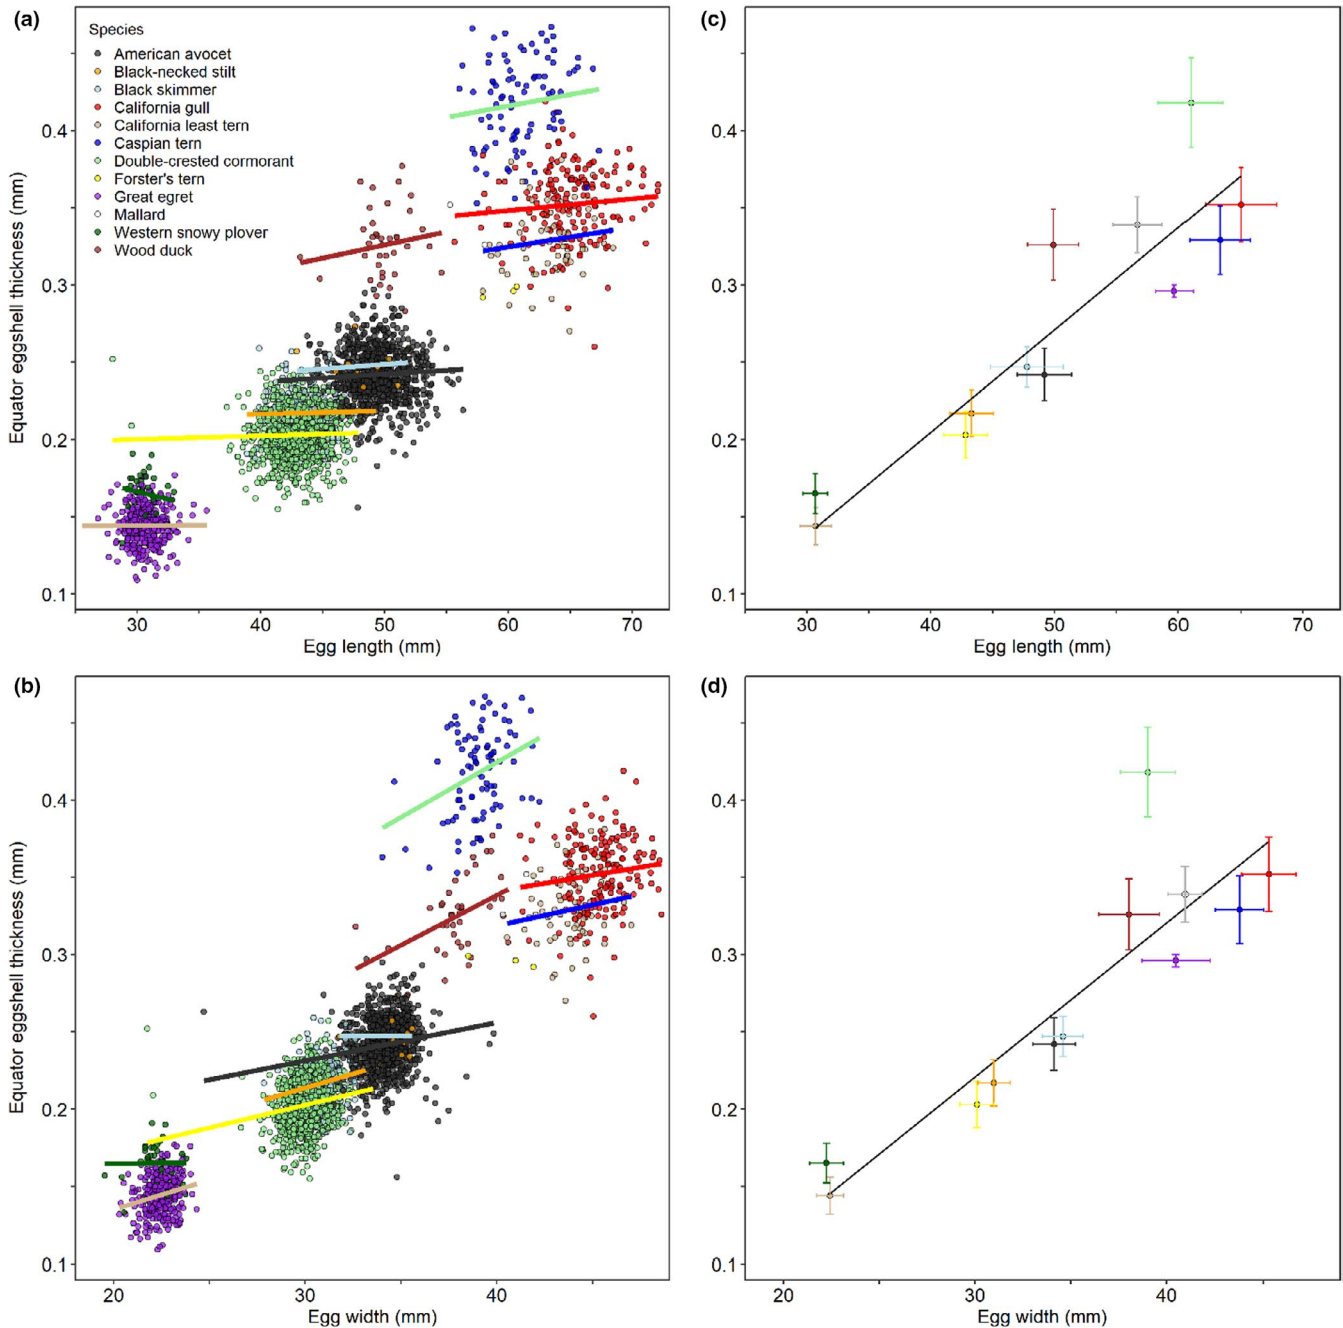 (a)
Species
American avocet
Black-necked stilt
Black skimmer
California gull
California least tern
Caspian tern
Double-crested cormorant
Forster's tern
Great egret
Mallard
Western snowy plover
Wood duck
Equator eggshell thickness (mm)
0.4
0.3
0.2
0.1
30 40 50 60 70
Egg length (mm)
(c)
0.4
0.3
0.2
0.1
30 40 50 60 70
Egg length (mm)
(b)
Equator eggshell thickness (mm)
0.4
0.3
0.2
0.1
20 30 40
Egg width (mm)
(d)
0.4
0.3
0.2
0.1
20 30 40
Egg width (mm)